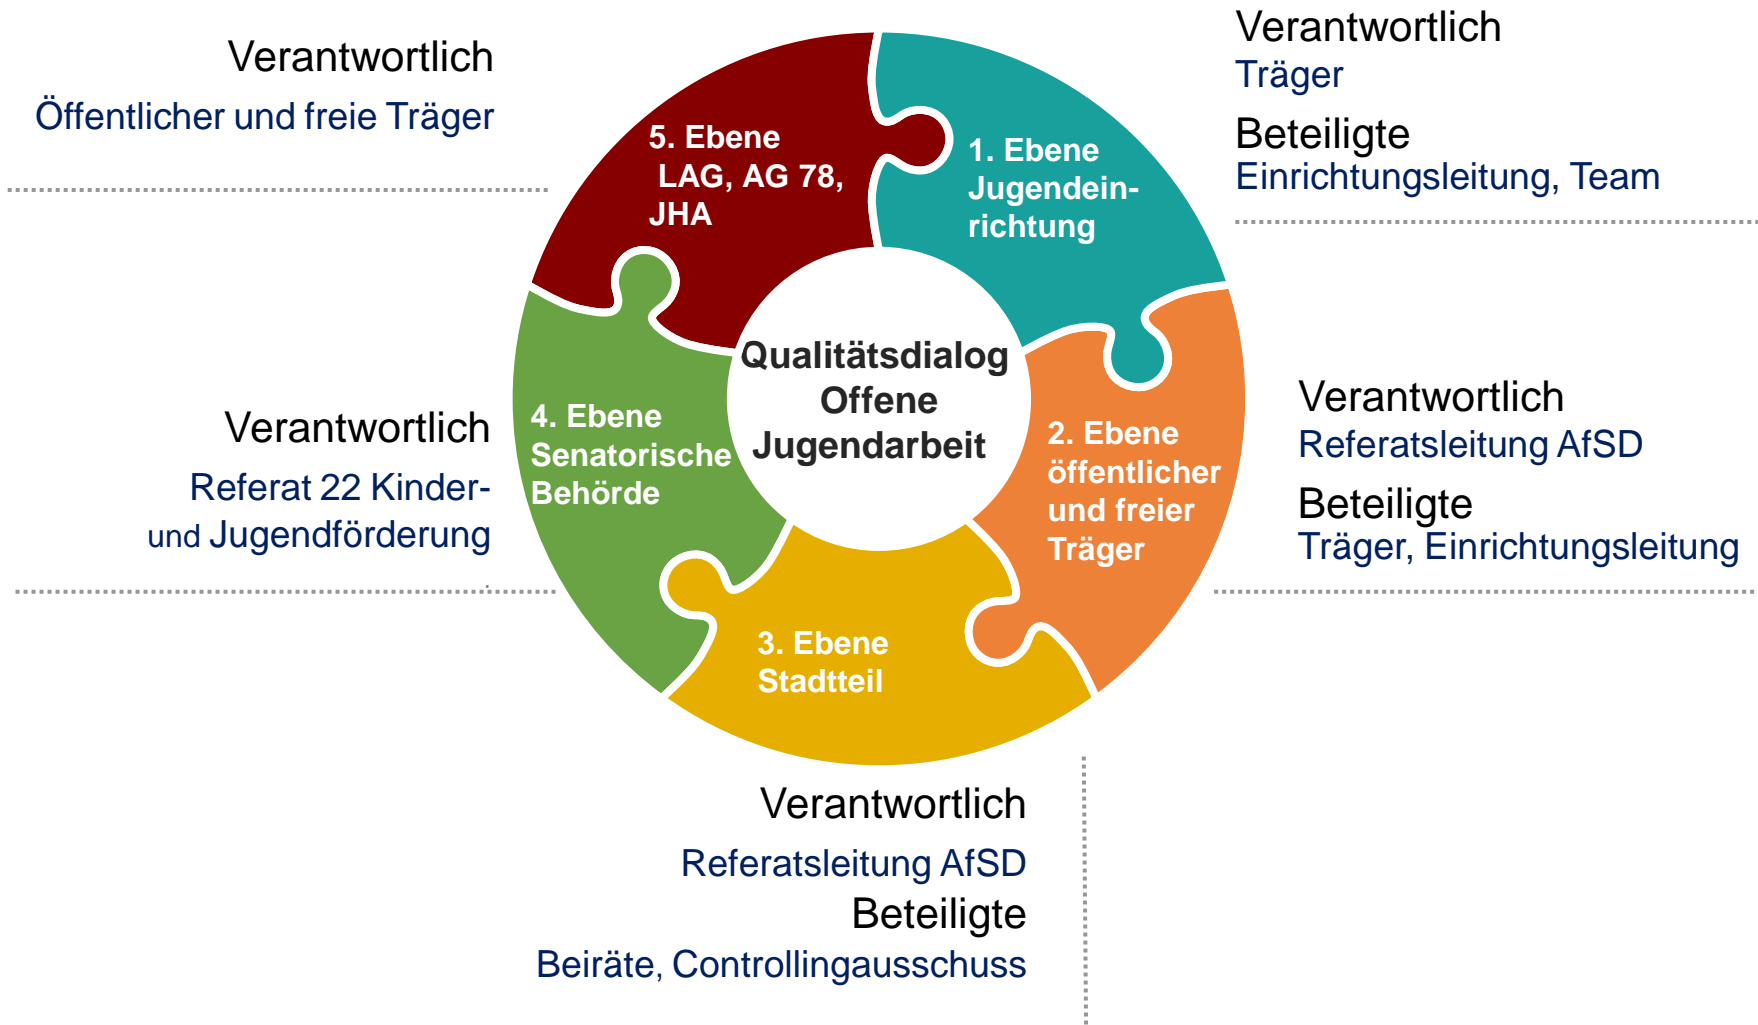 Verantwortlich
Öffentlicher und freie Träger
Verantwortlich
Träger
Beteiligte
Einrichtungsleitung, Team
5. Ebene
LAG, AG 78,
JHA
1. Ebene
Jugendein-
richtung
Qualitätsdialog
Offene
Jugendarbeit
Verantwortlich
Referat 22 Kinder-
und Jugendförderung
.
4. Ebene
Senatorische
Behörde
2. Ebene
öffentlicher
und freier
Träger
Verantwortlich
Referatsleitung AfSD
Beteiligte
Träger, Einrichtungsleitung
3. Ebene
Stadtteil
Verantwortlich
Referatsleitung AfSD
Beteiligte
Beiräte, Controllingausschuss